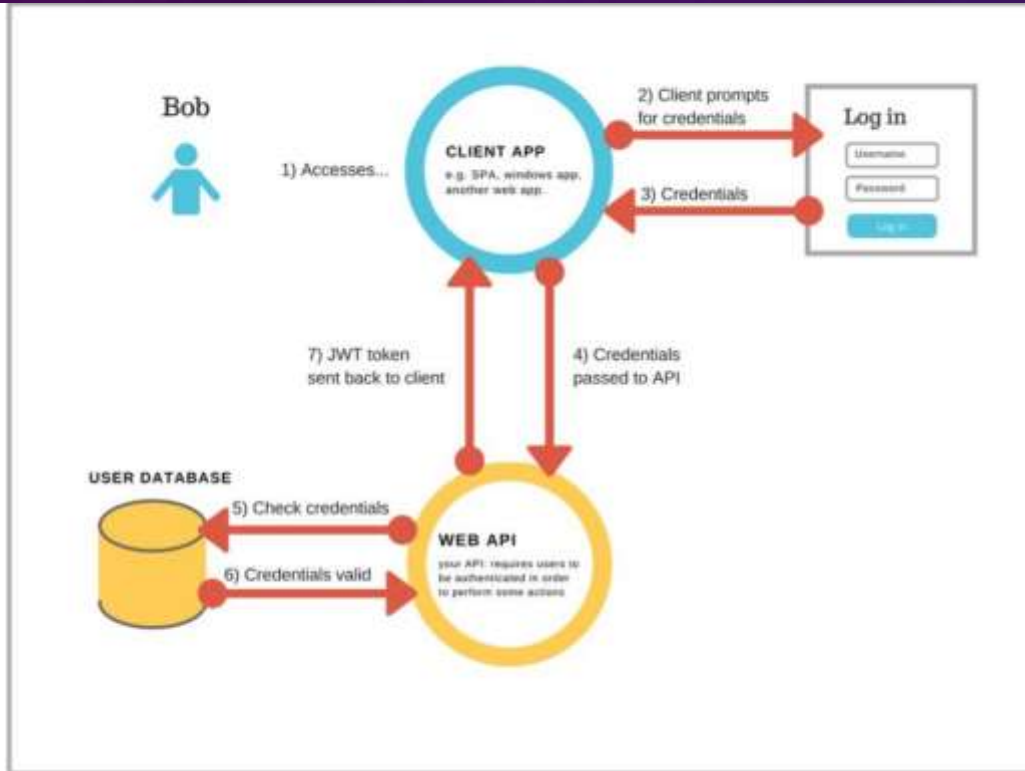 Bob
1) Accesses...
CLIENT APP
e.g. SPA, windows app,
another web app.
2) Client prompts
for credentials
3) Credentials
Log in
Username
Password
Log in
7) JWT token
sent back to client
4) Credentials
passed to API
USER DATABASE
5) Check credentials
6) Credentials valid
WEB API
your API: requires users to
be authenticated in order
to perform some actions